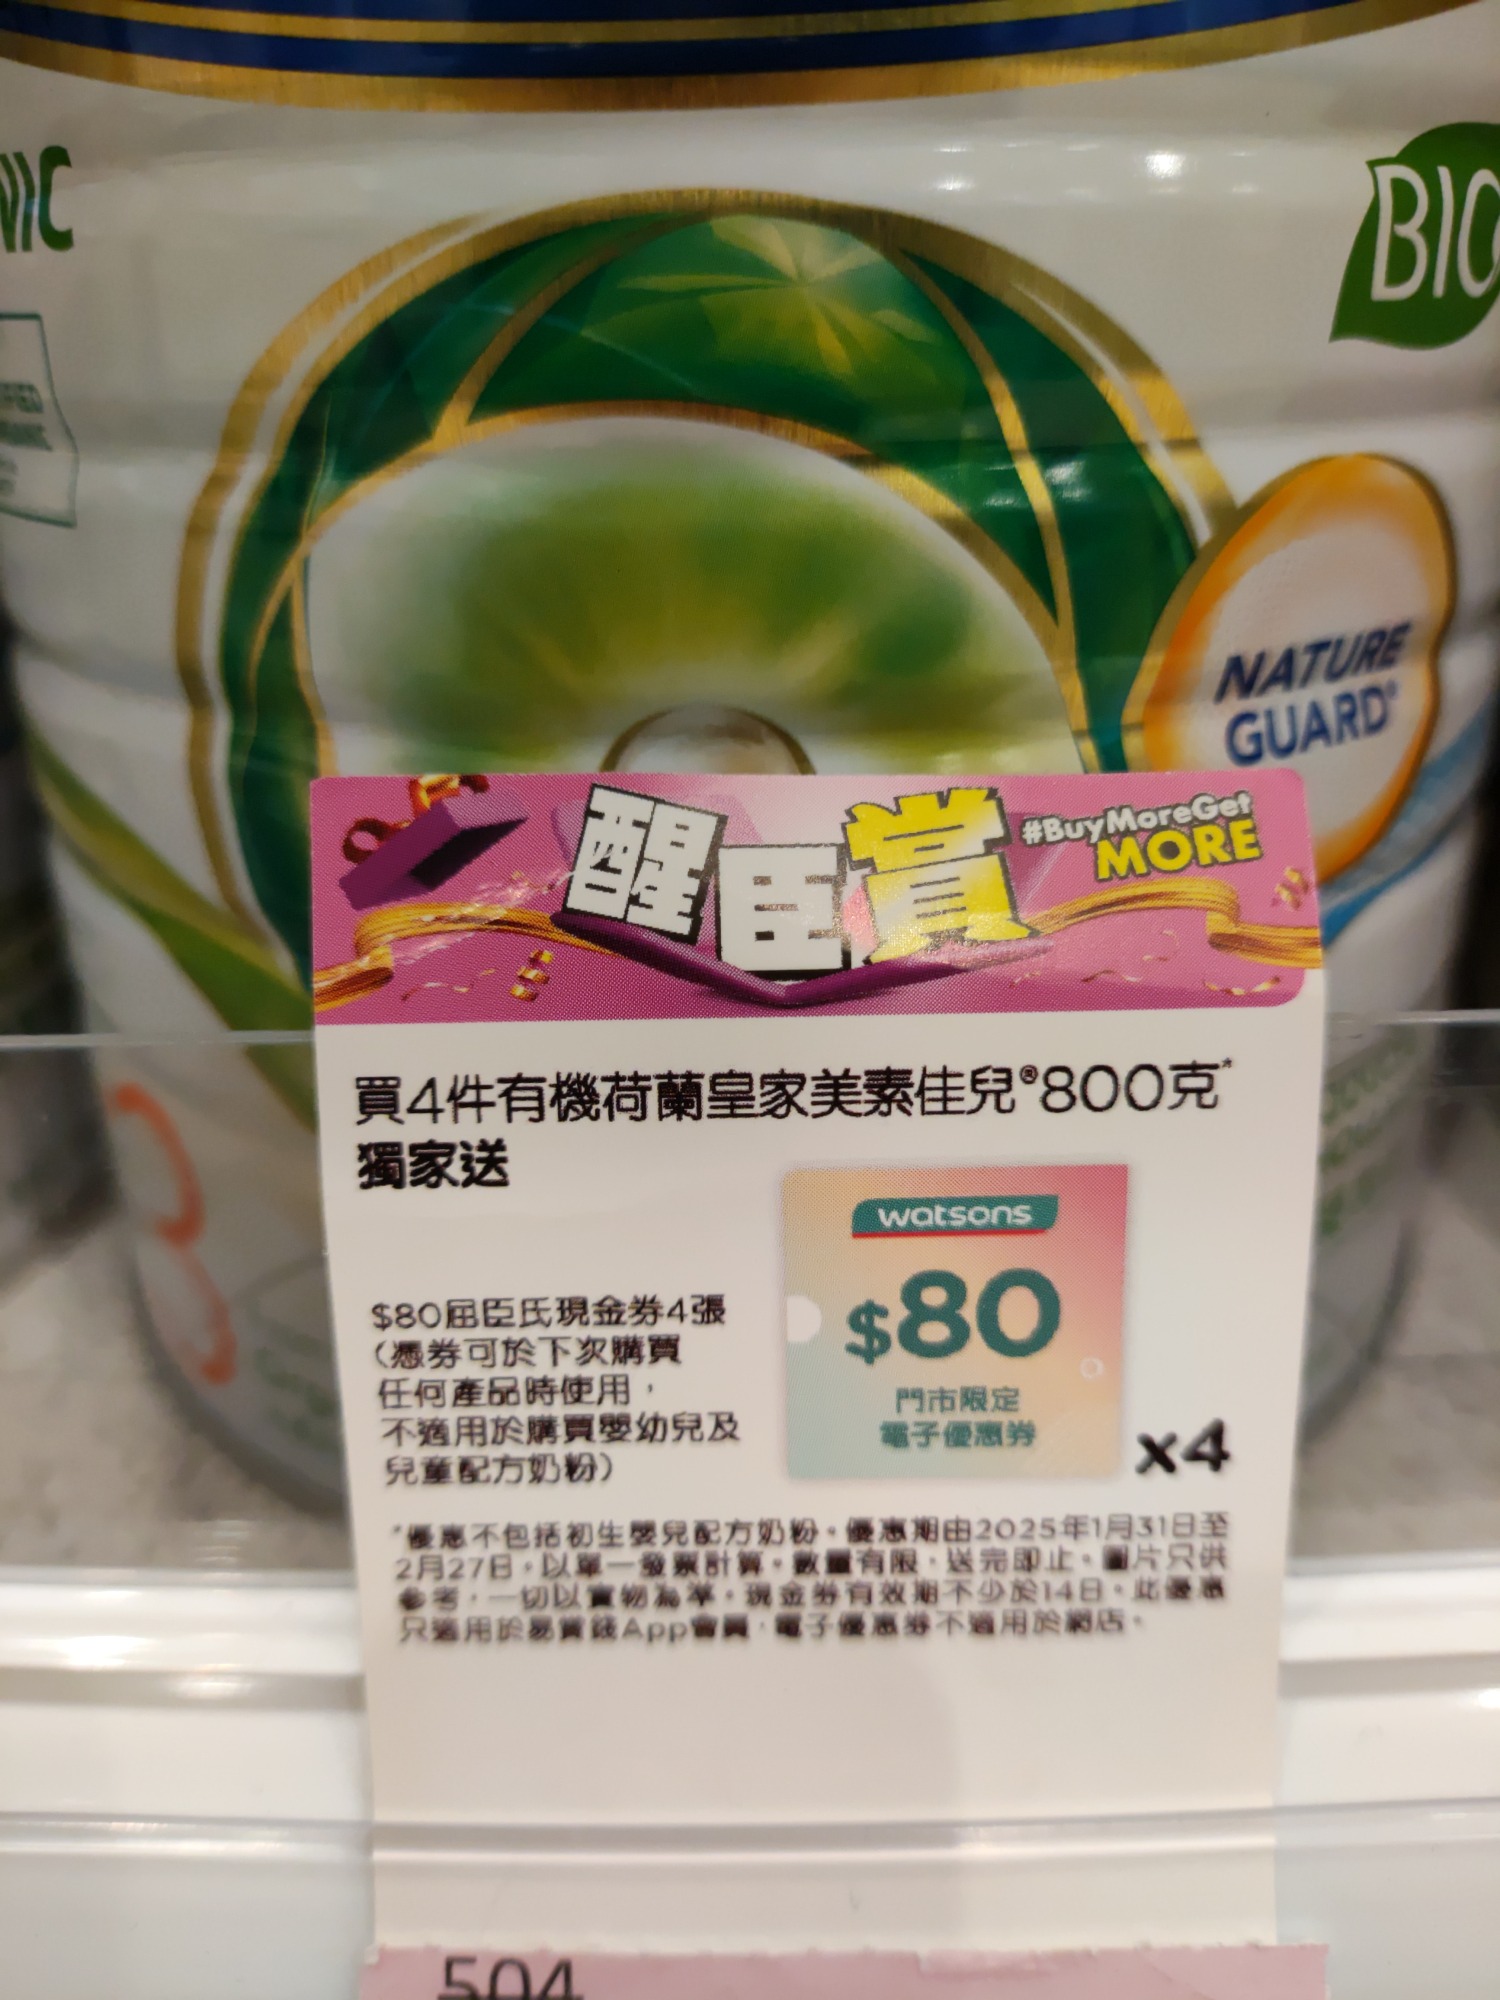 NIC
BIO
NATURE
GUARD®
醒臣賞
#BuyMoreGet
MORE
買4件有機荷蘭皇家美素佳兒®800克*
獨家送
watsons
$80
門市限定
電子優惠券
x4
$80屈臣氏現金券4張
(憑券可於下次購買
任何產品時使用，
不適用於購買嬰幼兒及
兒童配方奶粉)
*優惠不包括初生嬰兒配方奶粉。優惠期由2025年1月31日至
2月27日，以單一發票計算。數量有限，送完即止。圖片只供
參考，一切以實物為準。現金券有效期不少於14日。此優惠
只適用於易賞錢App會員，電子優惠券不適用於網店。
504